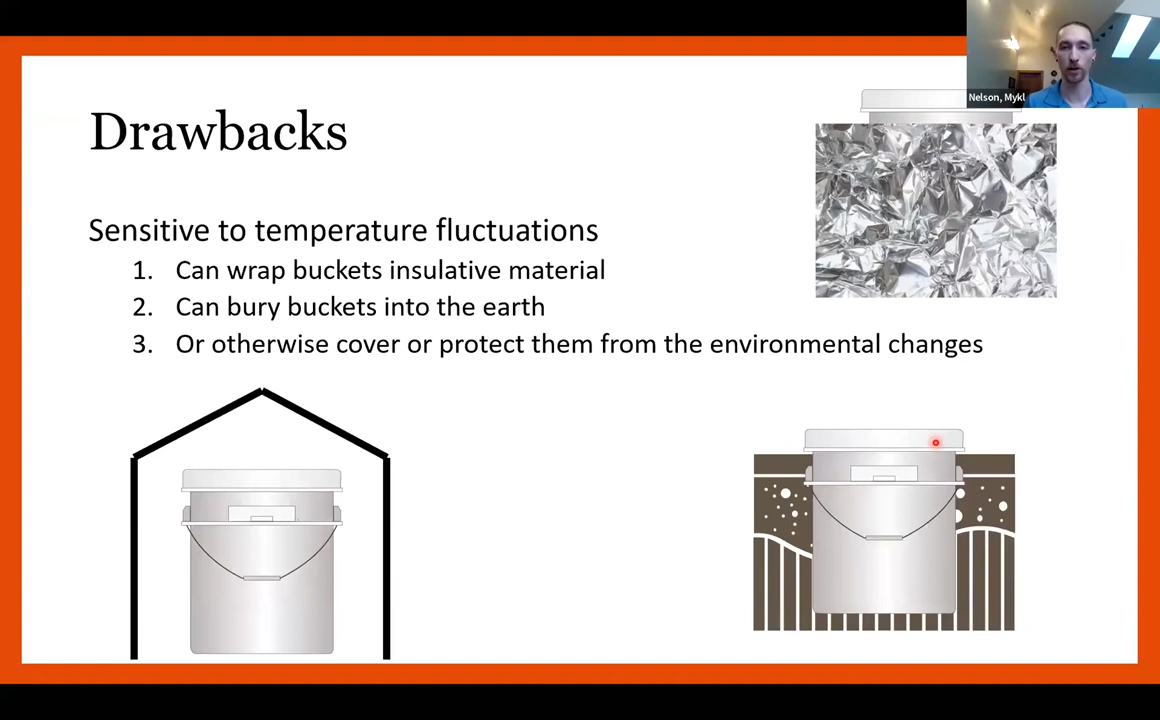 Nelson, Mykl
Drawbacks
Sensitive to temperature fluctuations
1. Can wrap buckets insulative material
2. Can bury buckets into the earth
3. Or otherwise cover or protect them from the environmental changes